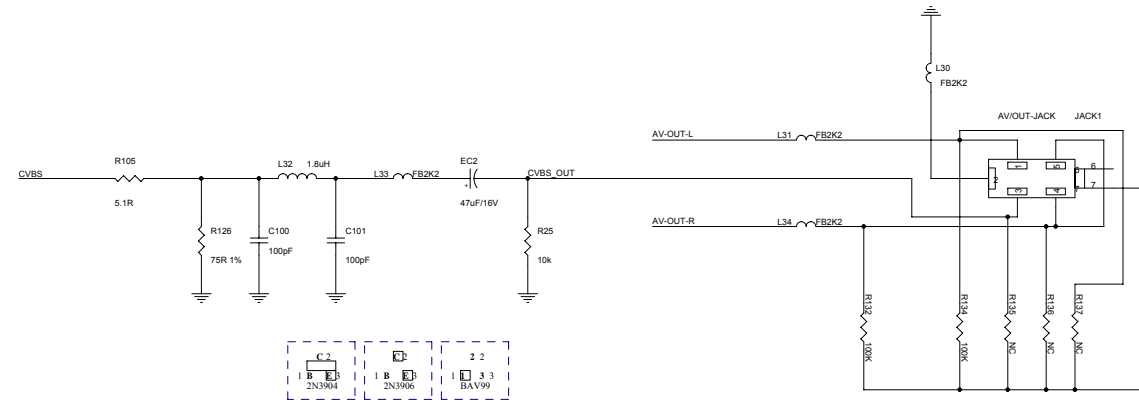 L30
FB2K2
AV/OUT-JACK JACK1
AV-OUT-L L31 FB2K2
R105
L32 1.8uH
EC2
1 5
6
6
CVBS
L33 FB2K2
CVBS_OUT
2
7
7
5.1R
+
47uF/16V
3 4
AV-OUT-R L34 FB2K2
R126
C100
C101
R25
75R 1%
100pF
100pF
10k
R132
R134
R135
R136
R137
100K
100K
NC
NC
NC
C 2
C 2
2 2
1 B E 3
1 B E 3
1 1 3 3
2N3904
2N3906
BAV99